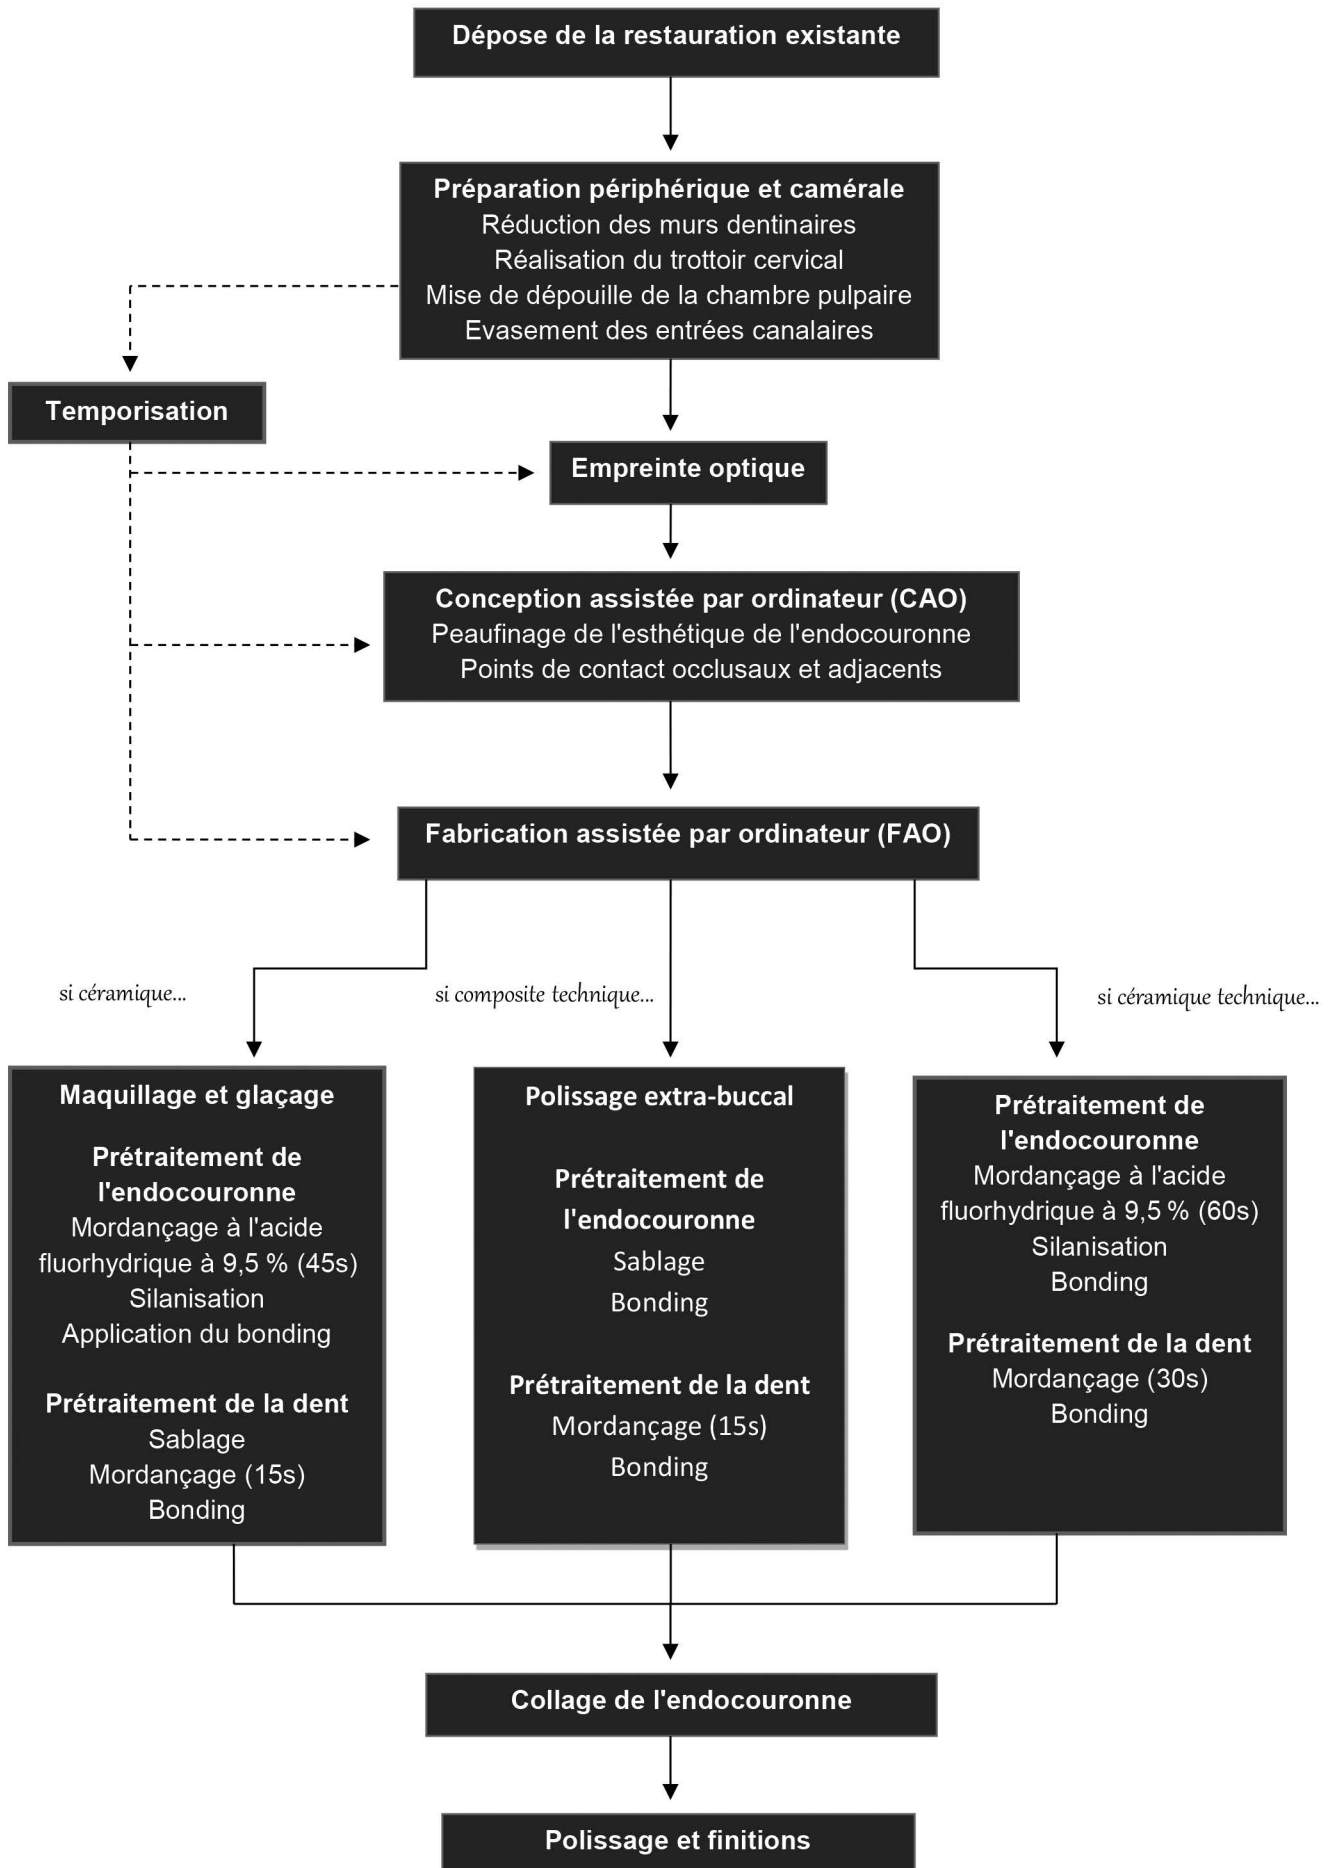 Dépose de la restauration existante
Préparation périphérique et camérale
Réduction des murs dentinaires
Réalisation du trottoir cervical
Mise de dépouille de la chambre pulpaire
Evasement des entrées canalaires
Temporisation
Empreinte optique
Conception assistée par ordinateur (CAO)
Peaufinage de l'esthétique de l'endocouronne
Points de contact occlusaux et adjacents
Fabrication assistée par ordinateur (FAO)
si céramique...
si composite technique...
si céramique technique...
Maquillage et glaçage
Prétraitement de
l'endocouronne
Mordançage à l'acide
fluorhydrique à 9,5 % (45s)
Silanisation
Application du bonding
Prétraitement de la dent
Sablage
Mordançage (15s)
Bonding
Polissage extra-buccal
Prétraitement de
l'endocouronne
Sablage
Bonding
Prétraitement de la dent
Mordançage (15s)
Bonding
Prétraitement de
l'endocouronne
Mordançage à l'acide
fluorhydrique à 9,5 % (60s)
Silanisation
Bonding
Prétraitement de la dent
Mordançage (30s)
Bonding
Collage de l'endocouronne
Polissage et finitions